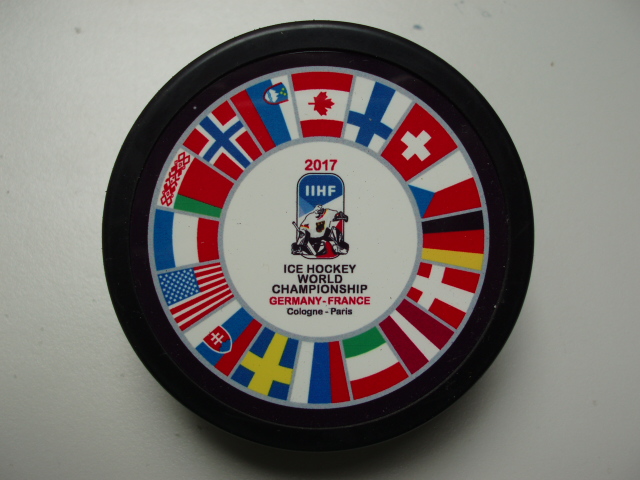 2017
IIHF
ICE HOCKEY
WORLD
CHAMPIONSHIP
GERMANY-FRANCE
Cologne - Paris